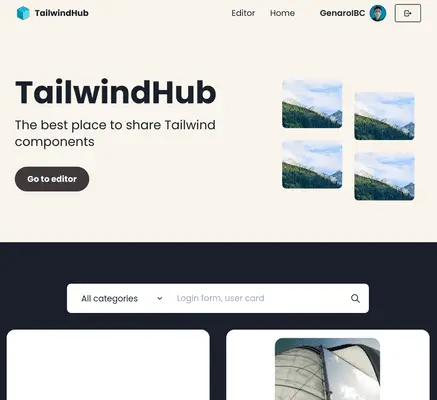 TailwindHub
Editor Home GenaroIBC
TailwindHub
The best place to share Tailwind
components
Go to editor
All categories Login form, user card